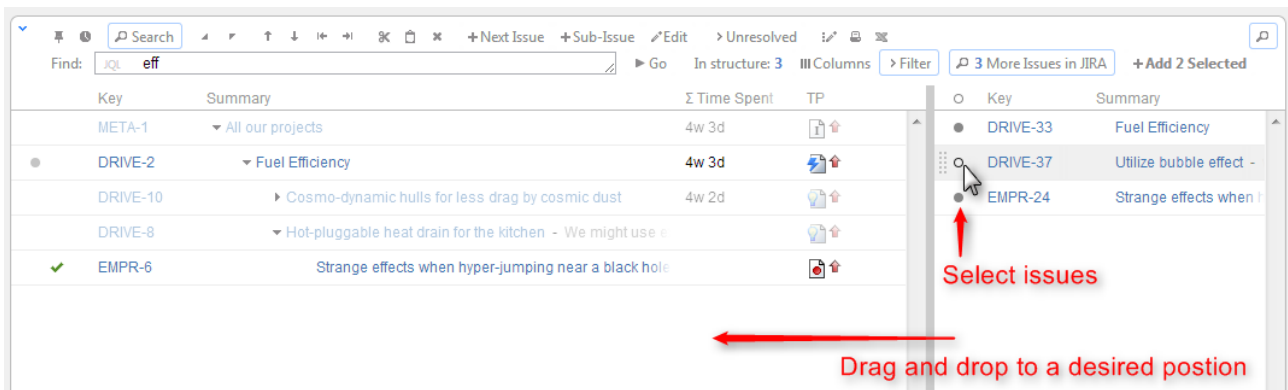 Search +Next Issue +Sub-Issue Edit > Unresolved
Find: JQL eff Go In structure: 3 Columns > Filter 3 More Issues in JIRA +Add 2 Selected
Key Summary Σ Time Spent TP Key Summary
META-1 All our projects 4w 3d DRIVE-33 Fuel Efficiency
DRIVE-2 Fuel Efficiency 4w 3d DRIVE-37 Utilize bubble effect -
DRIVE-10 Cosmo-dynamic hulls for less drag by cosmic dust 4w 2d EMPR-24 Strange effects when
DRIVE-8 Hot-pluggable heat drain for the kitchen - We might use
EMPR-6 Strange effects when hyper-jumping near a black hole
Select issues
Drag and drop to a desired postion